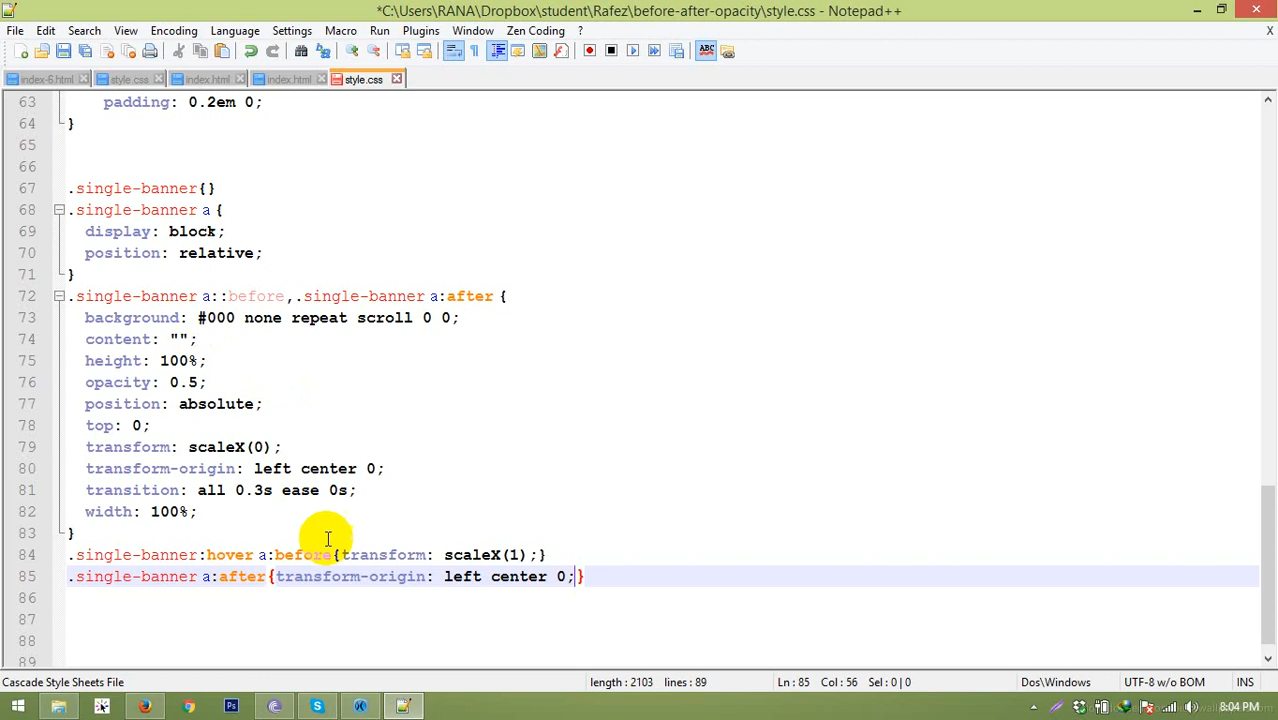 *C:\Users\RANA\Dropbox\student\Rafez\before-after-opacity\style.css - Notepad++
File Edit Search View Encoding Language Settings Macro Run Plugins Window Zen Coding ? X
index-6.html style.css index.html index.html style.css
63 padding: 0.2em 0;
64 }
65
66
67 .single-banner{}
68 .single-banner a {
69 display: block;
70 position: relative;
71 }
72 .single-banner a::before,.single-banner a:after {
73 background: #000 none repeat scroll 0 0;
74 content: "";
75 height: 100%;
76 opacity: 0.5;
77 position: absolute;
78 top: 0;
79 transform: scaleX(0);
80 transform-origin: left center 0;
81 transition: all 0.3s ease 0s;
82 width: 100%;
83 }
84 .single-banner:hover a:before{transform: scaleX(1);}
85 .single-banner a:after{transform-origin: left center 0;}
86
87
88
89
Cascade Style Sheets File length : 2103 lines : 89 Ln : 85 Col : 56 Sel : 0 | 0 Dos\Windows UTF-8 w/o BOM INS
8:04 PM